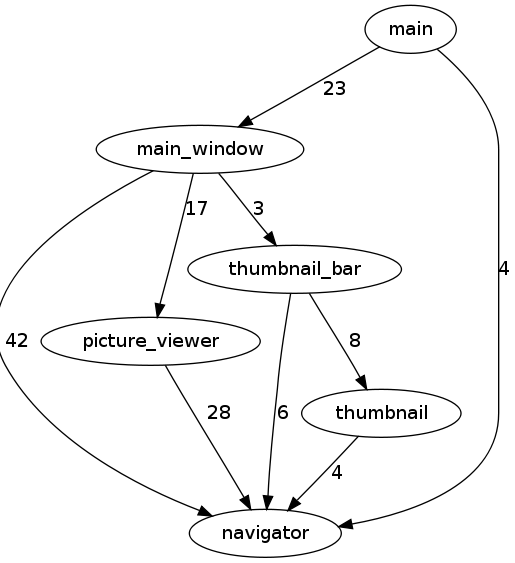 main
23
main_window
17
3
thumbnail_bar
4
42
picture_viewer
8
28
6
thumbnail
4
navigator